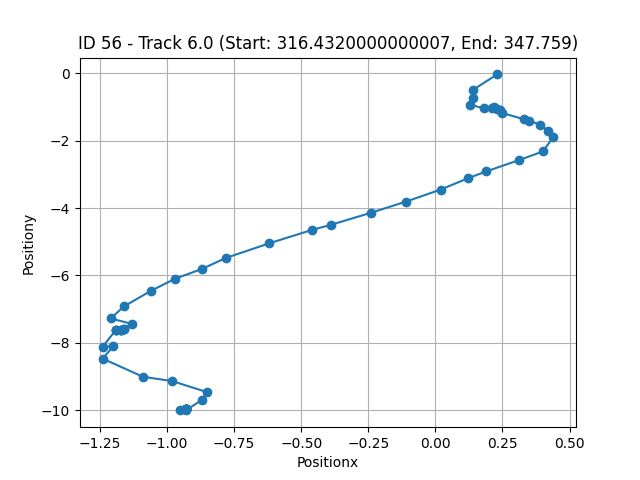 ID 56 - Track 6.0 (Start: 316.4320000000007, End: 347.759)
0
−2
−4
−6
−8
−10
Positiony
−1.25 −1.00 −0.75 −0.50 −0.25 0.00 0.25 0.50
Positionx